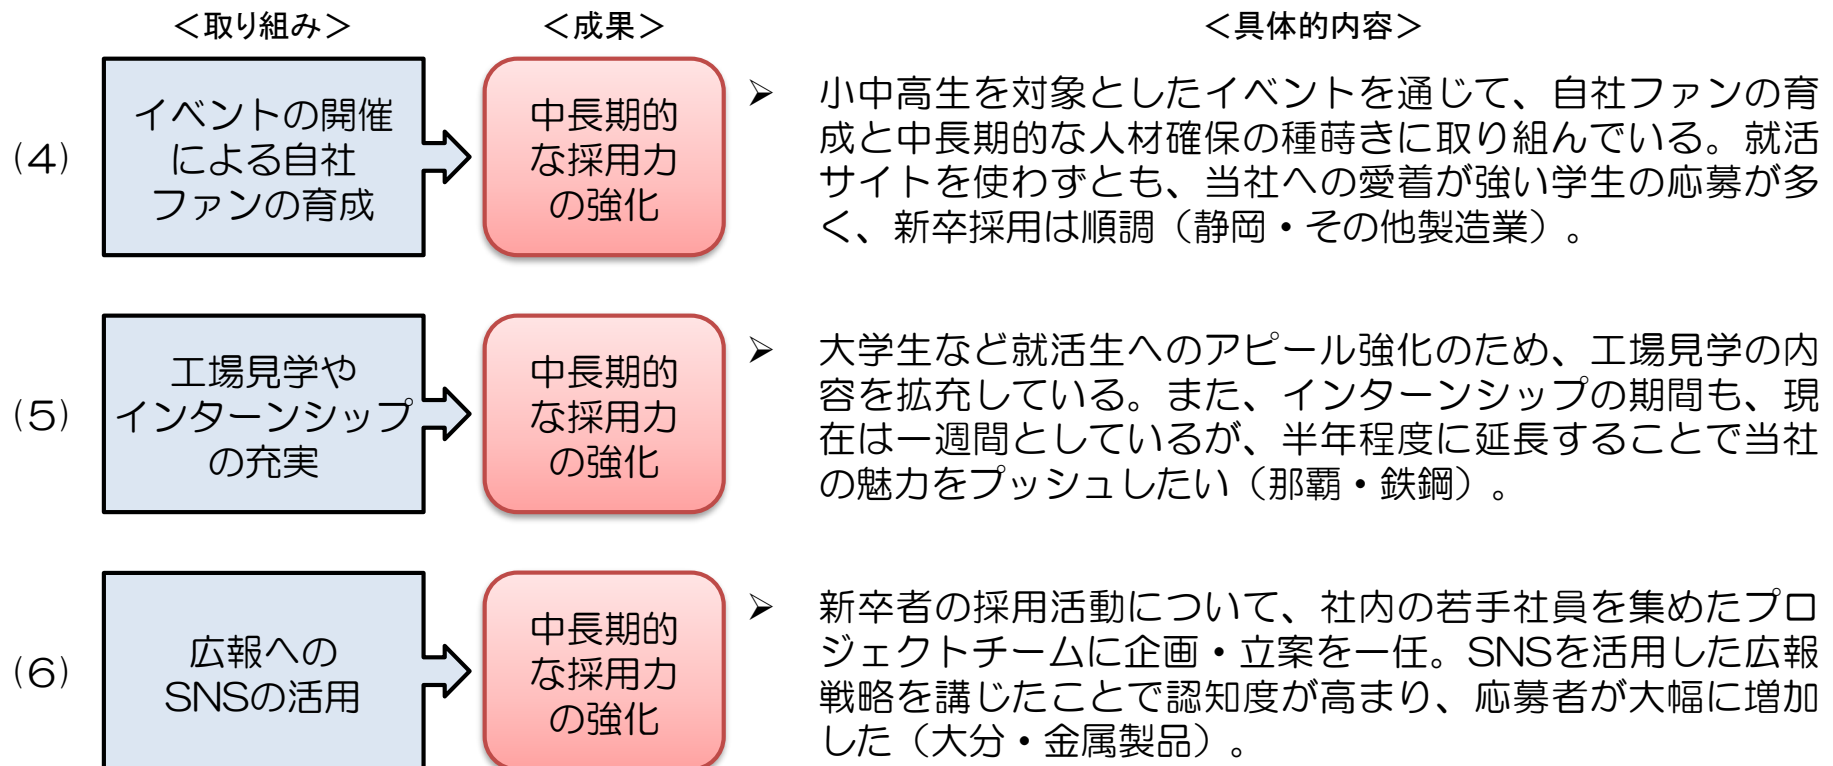 ＜取り組み＞
＜成果＞
＜具体的内容＞
(4)
イベントの開催
による自社
ファンの育成
中長期的
な採用力
の強化
➢ 小中高生を対象としたイベントを通じて、自社ファンの育
成と中長期的な人材確保の種蒔きに取り組んでいる。就活
サイトを使わずとも、当社への愛着が強い学生の応募が多
く、新卒採用は順調（静岡・その他製造業）。
(5)
工場見学や
インターンシップ
の充実
中長期的
な採用力
の強化
➢ 大学生など就活生へのアピール強化のため、工場見学の内
容を拡充している。また、インターンシップの期間も、現
在は一週間としているが、半年程度に延長することで当社
の魅力をプッシュしたい（那覇・鉄鋼）。
(6)
広報への
SNSの活用
中長期的
な採用力
の強化
➢ 新卒者の採用活動について、社内の若手社員を集めたプロ
ジェクトチームに企画・立案を一任。SNSを活用した広報
戦略を講じたことで認知度が高まり、応募者が大幅に増加
した（大分・金属製品）。